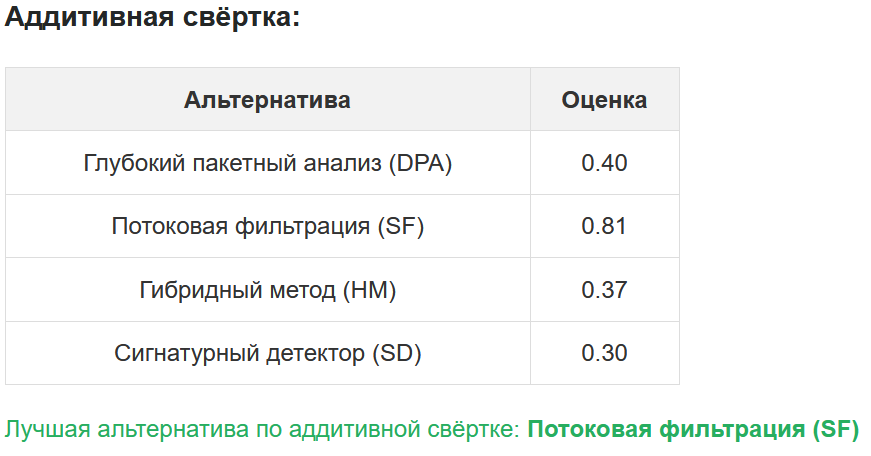 Аддитивная свёртка:
Альтернатива Оценка
Глубокий пакетный анализ (DPA) 0.40
Потоковая фильтрация (SF) 0.81
Гибридный метод (HM) 0.37
Сигнатурный детектор (SD) 0.30
Лучшая альтернатива по аддитивной свёртке: Потоковая фильтрация (SF)